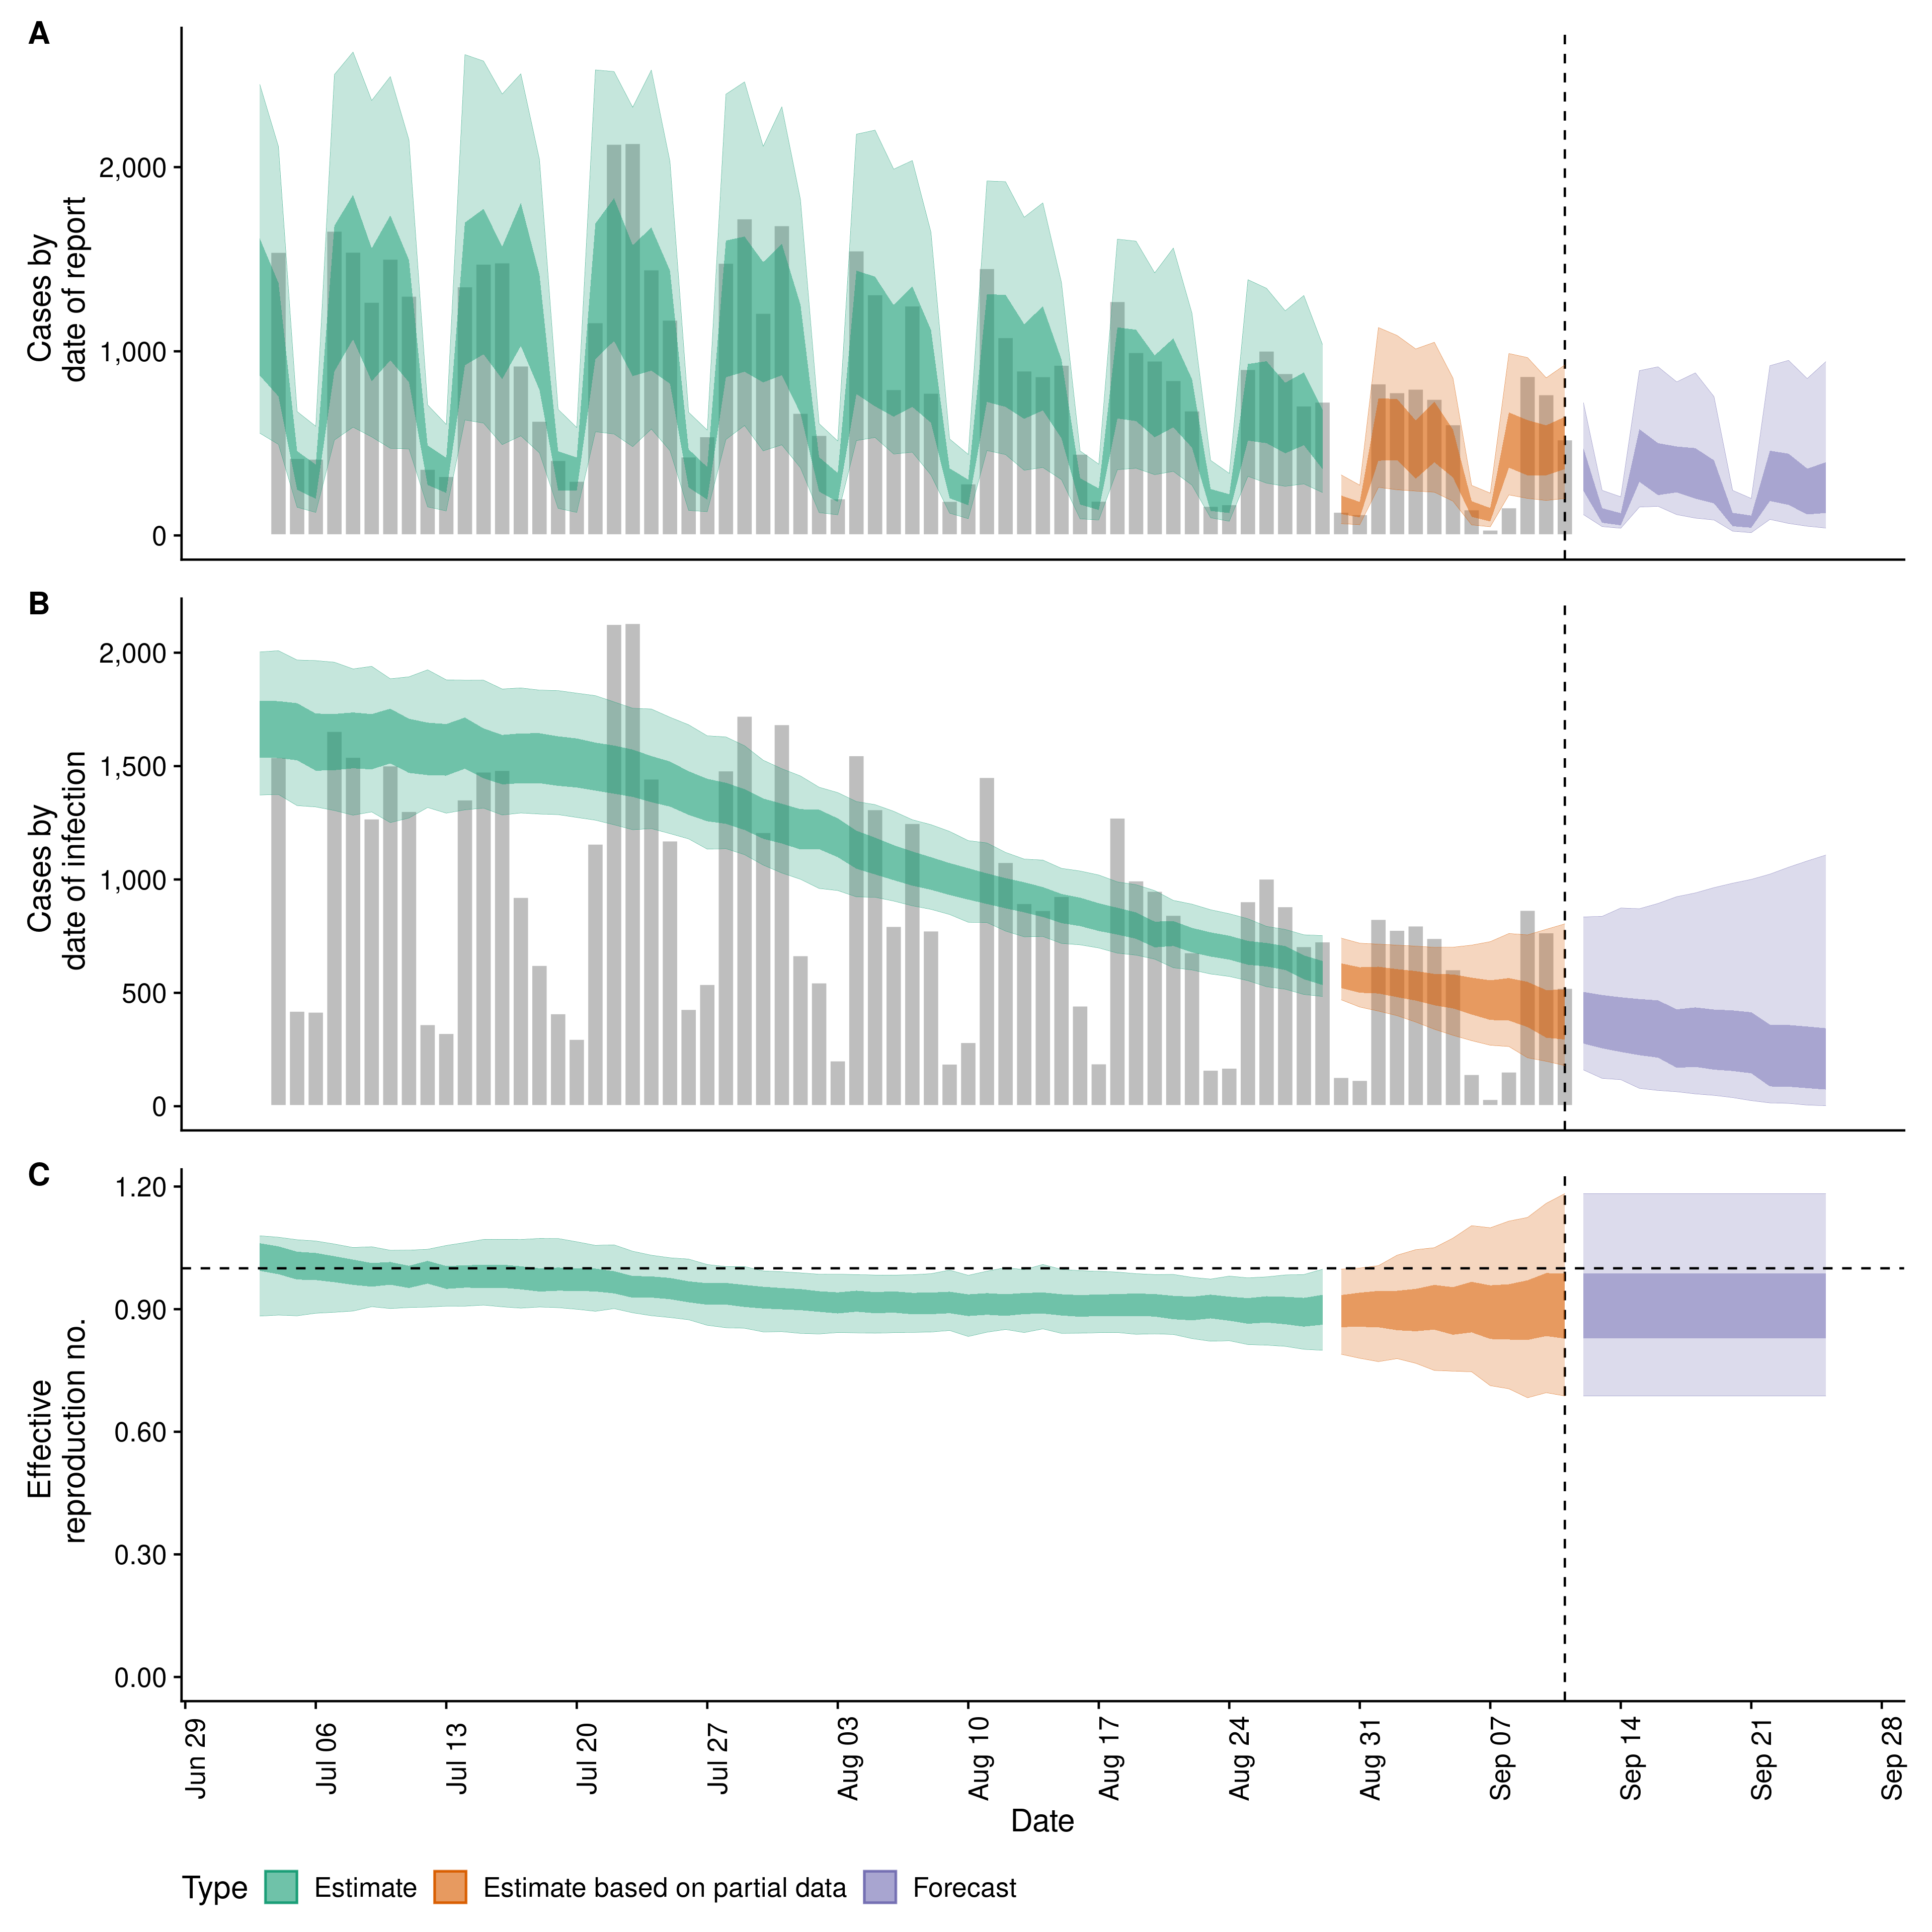 A
Cases by
date of report
2,000
1,000
0
B
Cases by
date of infection
2,000
1,500
1,000
500
0
C
Effective
reproduction no.
1.20
0.90
0.60
0.30
0.00
Jun 29
Jul 06
Jul 13
Jul 20
Jul 27
Aug 03
Aug 10
Aug 17
Aug 24
Aug 31
Sep 07
Sep 14
Sep 21
Sep 28
Date
Type Estimate Estimate based on partial data Forecast